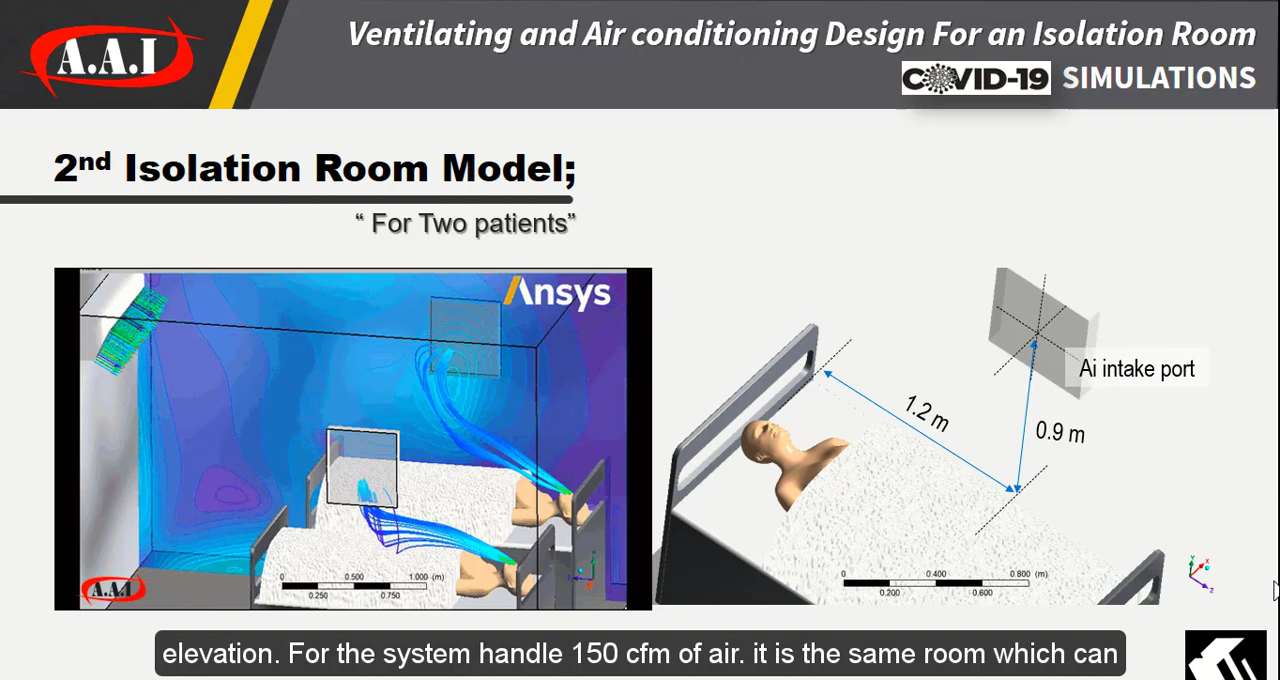 A.A.I
Ventilating and Air conditioning Design For an Isolation Room
COVID-19 SIMULATIONS
2nd Isolation Room Model;
“ For Two patients”
Ansys
0 0.500 1.000 (m)
0.250 0.750
A.A.I
Ai intake port
1.2 m
0.9 m
0 0.400 0.800 (m)
0.200 0.600
Y
X
Z
elevation. For the system handle 150 cfm of air. it is the same room which can